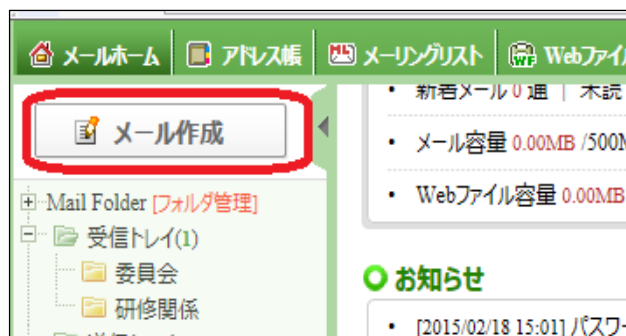 メールホーム アドレス帳 メーリングリスト Webファイ
メール作成
Mail Folder [フォルダ管理]
受信トレイ(1)
委員会
研修関係
・ 新着メール 0 通 | 未読
・ メール容量 0.00MB /500M
・ Webファイル容量 0.00MB
お知らせ
・ [2015/02/18 15:01] パスワ